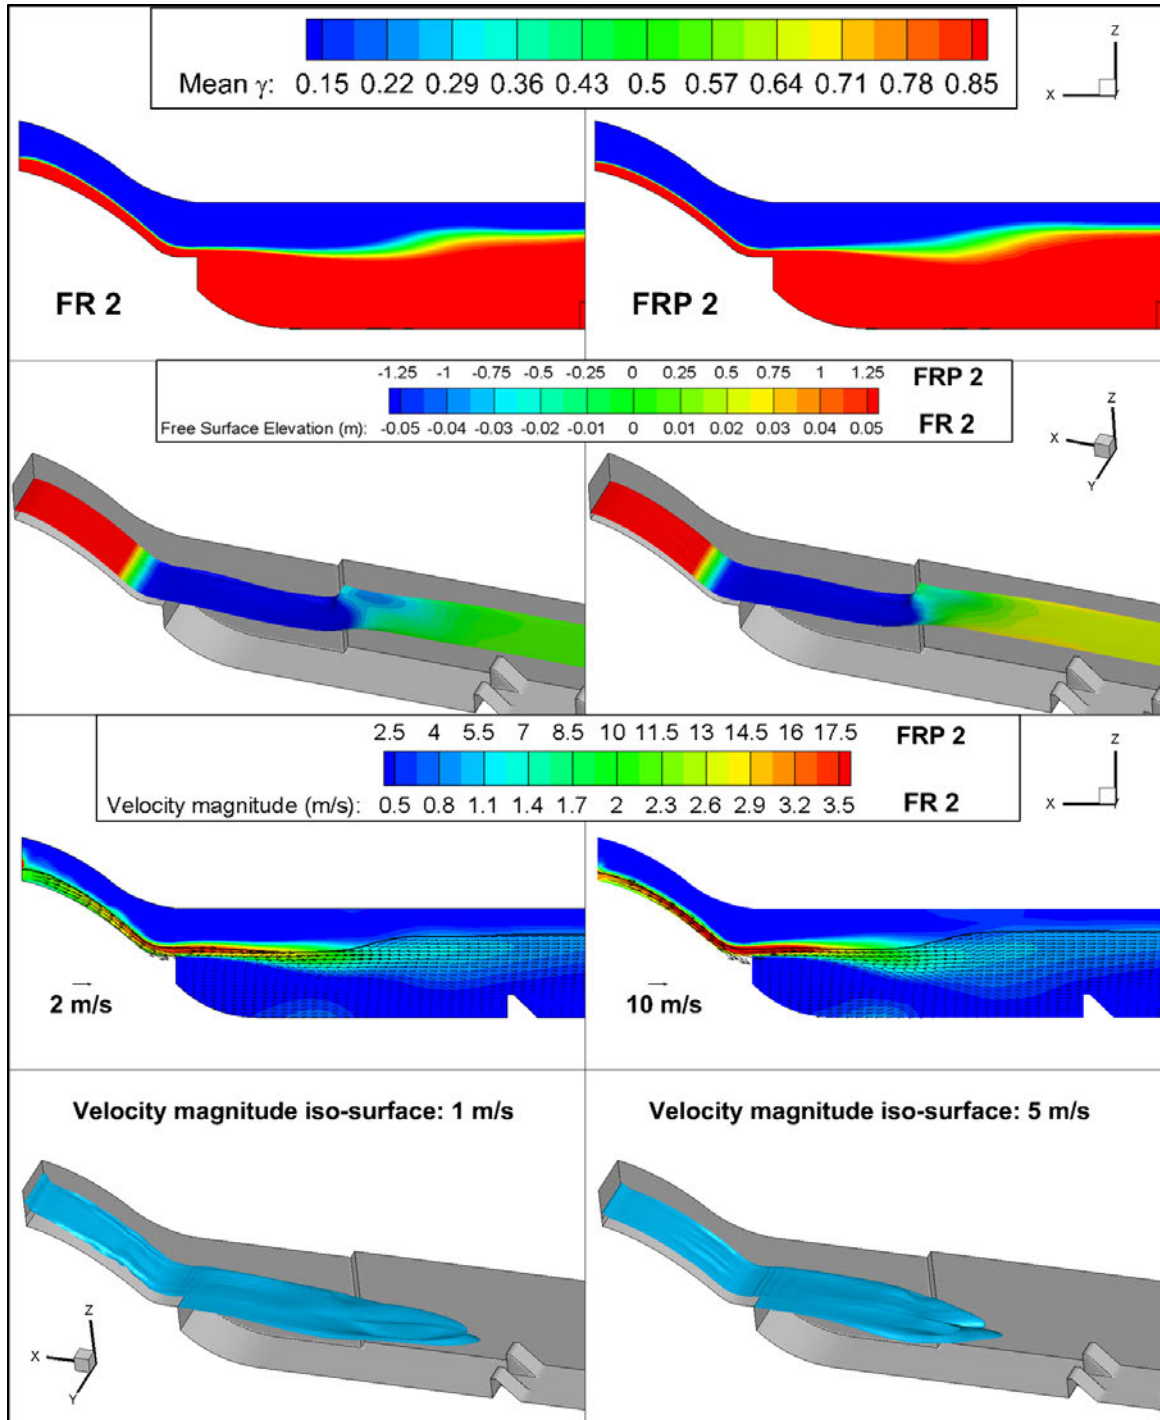 Mean γ: 0.15 0.22 0.29 0.36 0.43 0.5 0.57 0.64 0.71 0.78 0.85
Z
X
Y
FR 2
FRP 2
-1.25 -1 -0.75 -0.5 -0.25 0 0.25 0.5 0.75 1 1.25 FRP 2
Free Surface Elevation (m): -0.05 -0.04 -0.03 -0.02 -0.01 0 0.01 0.02 0.03 0.04 0.05 FR 2
Z
X
Y
2.5 4 5.5 7 8.5 10 11.5 13 14.5 16 17.5 FRP 2
Velocity magnitude (m/s): 0.5 0.8 1.1 1.4 1.7 2 2.3 2.6 2.9 3.2 3.5 FR 2
Z
X
Y
2 m/s
10 m/s
Velocity magnitude iso-surface: 1 m/s
Velocity magnitude iso-surface: 5 m/s
Z
X
Y